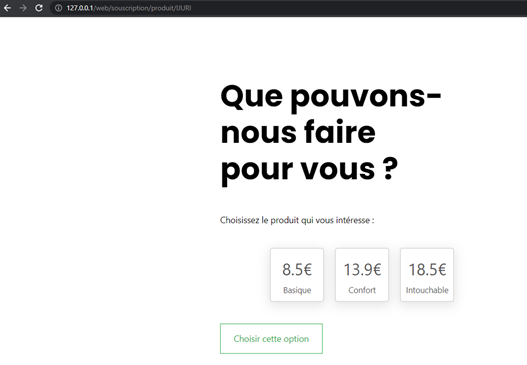 127.0.0.1/web/souscription/produit/IJURI
Que pouvons-
nous faire
pour vous ?
Choisissez le produit qui vous intéresse :
8.5€ 13.9€ 18.5€
Basique Confort Intouchable
Choisir cette option